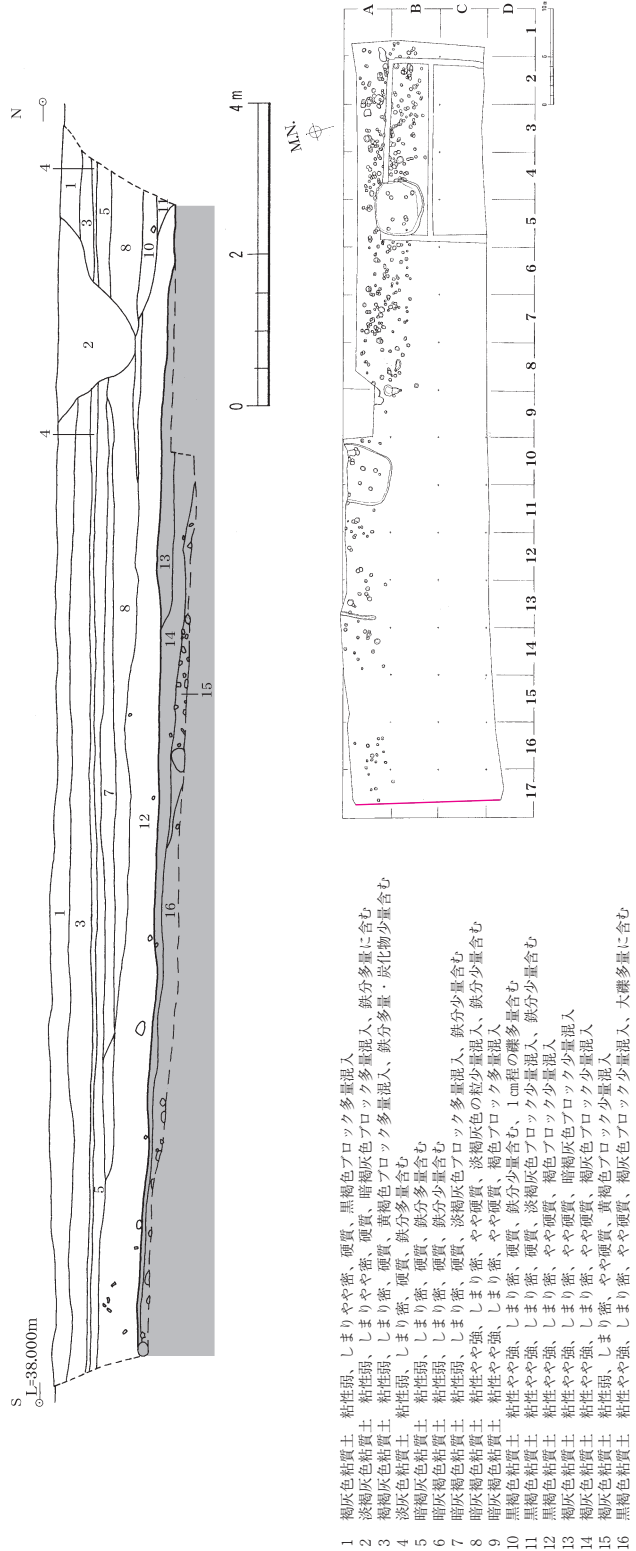 S
L=38.000m
N
1
3
4
5
7
8
12
16
15
14
13
2
4
1
3
4
5
8
10
11
0
2
4m
M.N.
A
B
C
D
1
2
3
4
5
6
7
8
9
10
11
12
13
14
15
16
17
0
10m
1 褐灰色粘質土 粘性弱、しまりやや密、硬質、黒褐色ブロック多量混入
2 淡褐灰色粘質土 粘性弱、しまりやや密、硬質、暗褐灰色ブロック多量混入、鉄分多量に含む
3 褐褐灰色粘質土 粘性弱、しまり密、硬質、黄褐色ブロック多量混入、鉄分多量・炭化物少量含む
4 淡灰色粘質土 粘性弱、しまり密、硬質、鉄分多量含む
5 暗褐灰色粘質土 粘性弱、しまり密、硬質、鉄分多量含む
6 暗灰褐色粘質土 粘性弱、しまり密、硬質、鉄分少量含む
7 暗灰褐色粘質土 粘性弱、しまり密、硬質、淡褐灰色ブロック多量混入、鉄分少量含む
8 暗灰褐色粘質土 粘性やや強、しまり密、やや硬質、淡褐灰色の粒少量混入、鉄分少量含む
9 暗灰褐色粘質土 粘性やや強、しまり密、やや硬質、褐色ブロック多量混入
10 黒褐色粘質土 粘性やや強、しまり密、硬質、鉄分少量含む、1㎝程の礫多量含む
11 黒褐色粘質土 粘性やや強、しまり密、硬質、淡褐灰色ブロック少量混入、鉄分少量含む
12 黒褐色粘質土 粘性やや強、しまり密、やや硬質、褐色ブロック少量混入
13 褐灰色粘質土 粘性やや強、しまり密、やや硬質、暗褐灰色ブロック少量混入
14 褐灰色粘質土 粘性やや強、しまり密、やや硬質、褐灰色ブロック少量混入
15 褐灰色粘質土 粘性弱、しまり密、やや硬質、黄褐色ブロック少量混入
16 黒褐色粘質土 粘性やや強、しまり密、やや硬質、褐灰色ブロック少量混入、大礫多量に含む